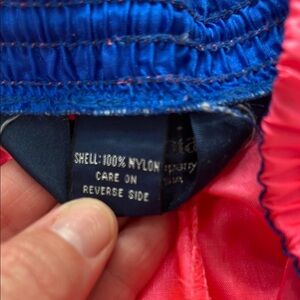 SHELL: 100% NYLON
CARE ON
REVERSE SIDE